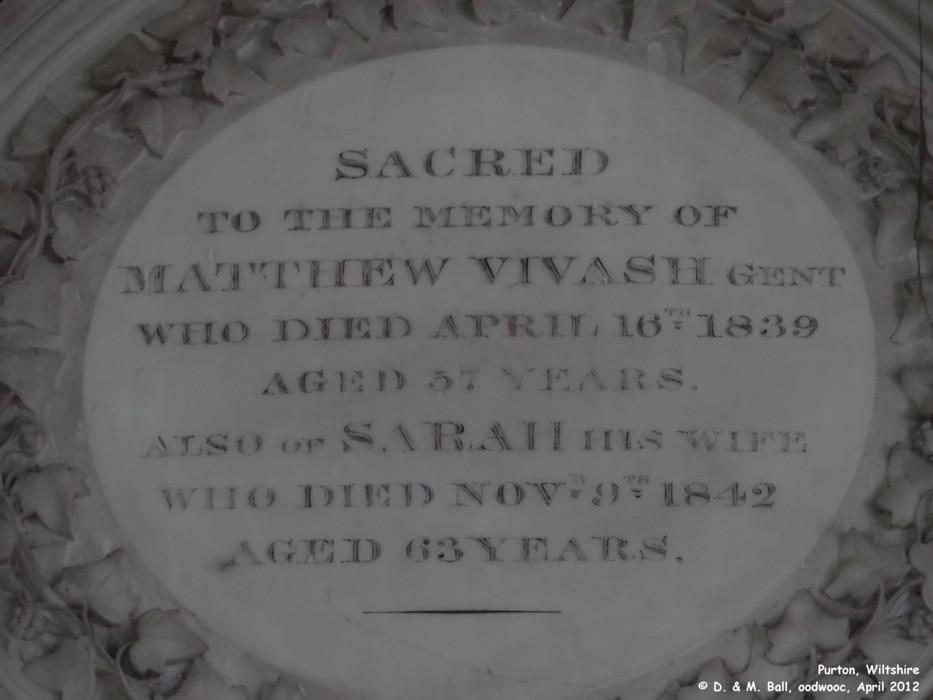 SACRED
TO THE MEMORY OF
MATTHEW VIVASH GENT
WHO DIED APRIL 16TH 1839
AGED 57 YEARS.
ALSO OF SARAH HIS WIFE
WHO DIED NOVR 9TH 1842
AGED 63 YEARS.
Purton, Wiltshire
© D. & M. Ball, oodwooc, April 2012